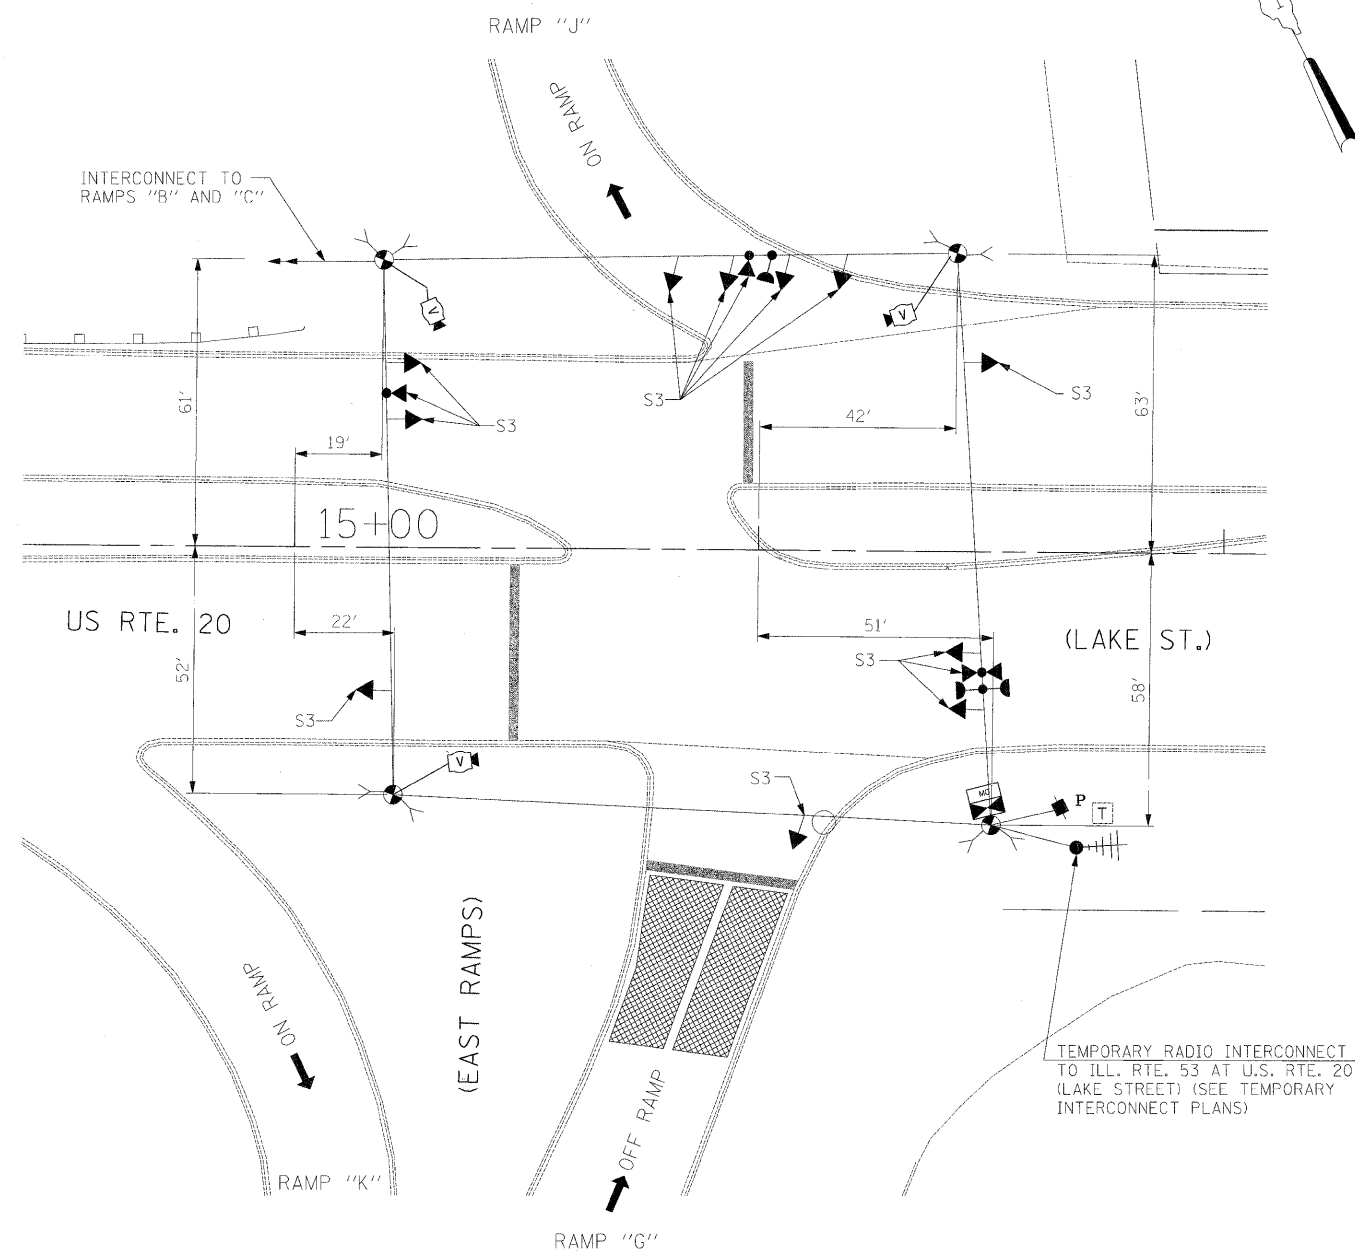 RAMP "J"
ON RAMP
INTERCONNECT TO
RAMPS "B" AND "C"
V
V
S3
S3
S3
61'
19'
42'
63'
15+00
US RTE. 20
22'
51'
(LAKE ST.)
52'
S3
S3
58'
V
S3
MC
P
T
ON RAMP
(EAST RAMPS)
OFF RAMP
TEMPORARY RADIO INTERCONNECT
TO ILL. RTE. 53 AT U.S. RTE. 20
(LAKE STREET) (SEE TEMPORARY
INTERCONNECT PLANS)
RAMP "K"
RAMP "G"